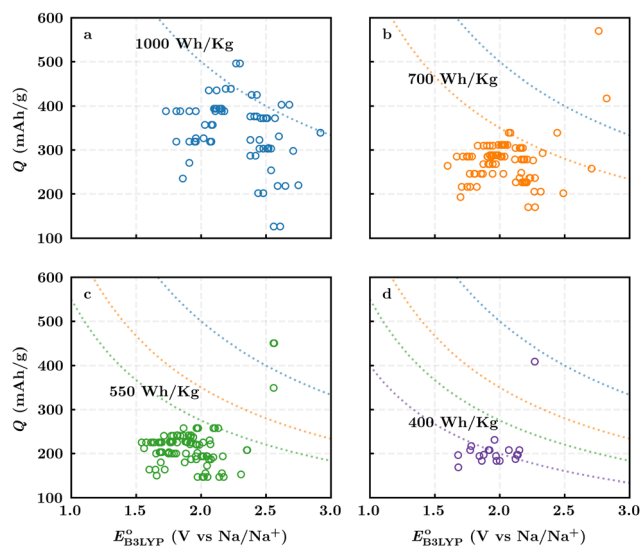 600
500
400
300
200
100
Q (mAh/g)
a
1000 Wh/Kg
b
700 Wh/Kg
600
500
400
300
200
100
Q (mAh/g)
c
550 Wh/Kg
d
400 Wh/Kg
1.0 1.5 2.0 2.5 3.0
1.0 1.5 2.0 2.5 3.0
E°B3LYP (V vs Na/Na+)
E°B3LYP (V vs Na/Na+)